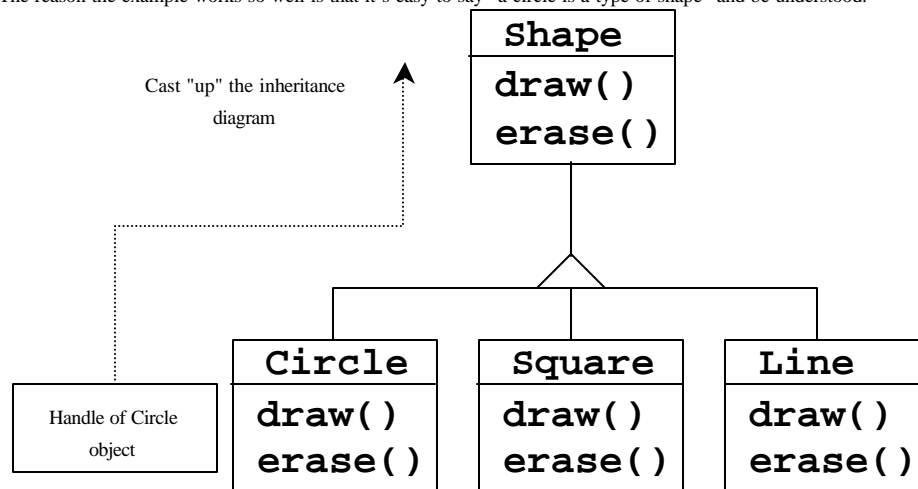 The reason the example works so well is that it's easy to say "a circle is a type of shape" and be understood.
Shape
draw()
erase()
Cast "up" the inheritance
diagram
Circle
draw()
erase()
Square
draw()
erase()
Line
draw()
erase()
Handle of Circle
object